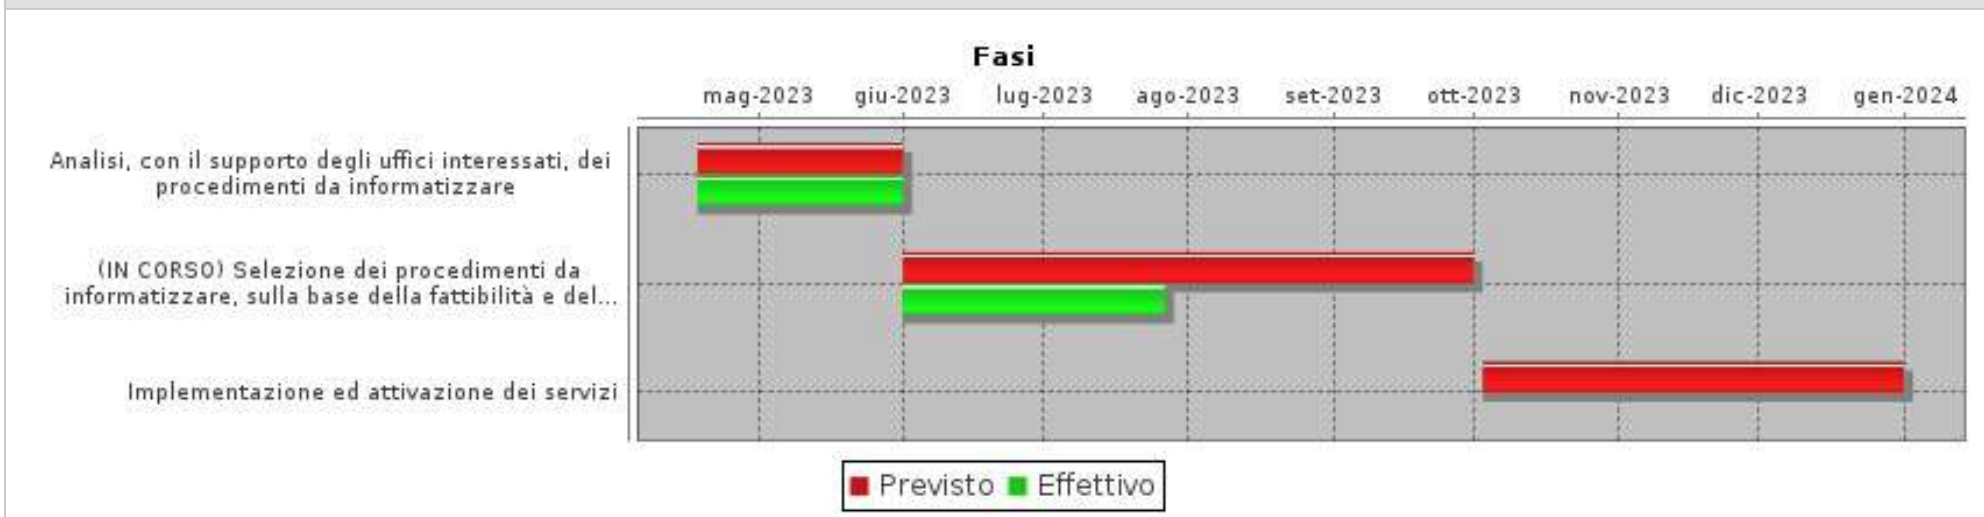 Fasi
mag-2023 giu-2023 lug-2023 ago-2023 set-2023 ott-2023 nov-2023 dic-2023 gen-2024
Analisi, con il supporto degli uffici interessati, dei
procedimenti da informatizzare
(IN CORSO) Selezione dei procedimenti da
informatizzare, sulla base della fattibilità e del...
Implementazione ed attivazione dei servizi
Previsto Effettivo